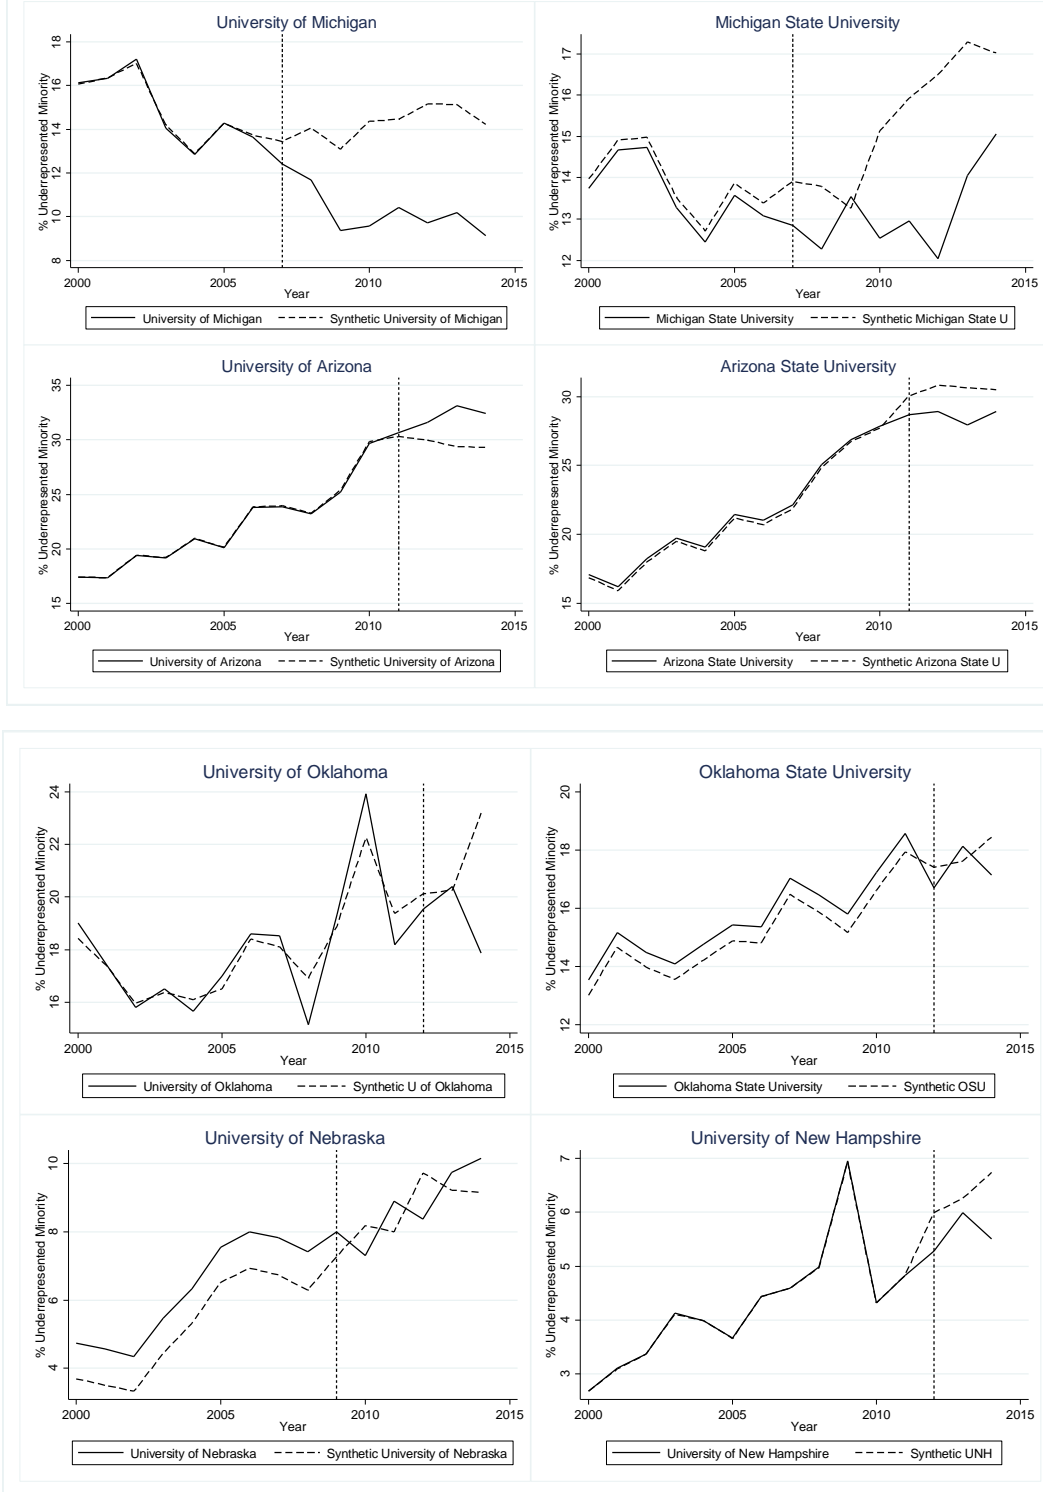 University of Michigan
% Underrepresented Minority
18
16
14
12
10
8
2000 2005 2010 2015
Year
University of Michigan Synthetic University of Michigan
Michigan State University
% Underrepresented Minority
17
16
15
14
13
12
2000 2005 2010 2015
Year
Michigan State University Synthetic Michigan State U
University of Arizona
% Underrepresented Minority
35
30
25
20
15
2000 2005 2010 2015
Year
University of Arizona Synthetic University of Arizona
Arizona State University
% Underrepresented Minority
30
25
20
15
2000 2005 2010 2015
Year
Arizona State University Synthetic Arizona State U
University of Oklahoma
% Underrepresented Minority
24
22
20
18
16
2000 2005 2010 2015
Year
University of Oklahoma Synthetic U of Oklahoma
Oklahoma State University
% Underrepresented Minority
20
18
16
14
12
2000 2005 2010 2015
Year
Oklahoma State University Synthetic OSU
University of Nebraska
% Underrepresented Minority
10
8
6
4
2000 2005 2010 2015
Year
University of Nebraska Synthetic University of Nebraska
University of New Hampshire
% Underrepresented Minority
7
6
5
4
3
2000 2005 2010 2015
Year
University of New Hampshire Synthetic UNH